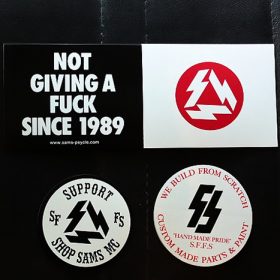 NOT
GIVING A
FUCK
SINCE 1989
www.sams-psycle.com
SUPPORT
SF FS
SHOP SAMS MC
WE BUILD FROM SCRATCH
"HAND MADE PRIDE"
S.F.F.S
CUSTOM MADE PARTS & PAINT